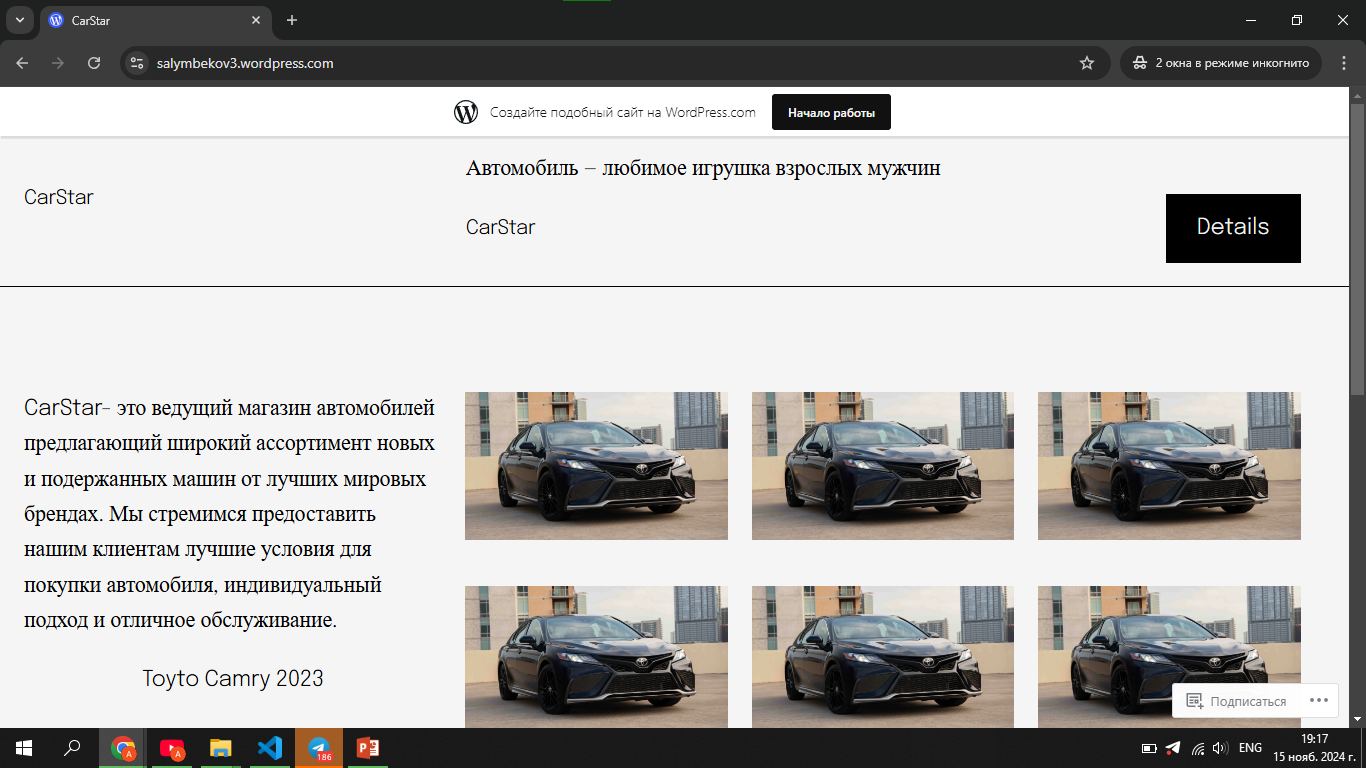 CarStar
salymbekov3.wordpress.com
2 окна в режиме инкогнито
Создайте подобный сайт на WordPress.com
Начало работы
Автомобиль – любимое игрушка взрослых мужчин
CarStar
CarStar
Details
CarStar- это ведущий магазин автомобилей
предлагающий широкий ассортимент новых
и подержанных машин от лучших мировых
брендах. Мы стремимся предоставить
нашим клиентам лучшие условия для
покупки автомобиля, индивидуальный
подход и отличное обслуживание.
Toyto Camry 2023
Подписаться
A
A
186
ENG
19:17
15 нояб. 2024 г.